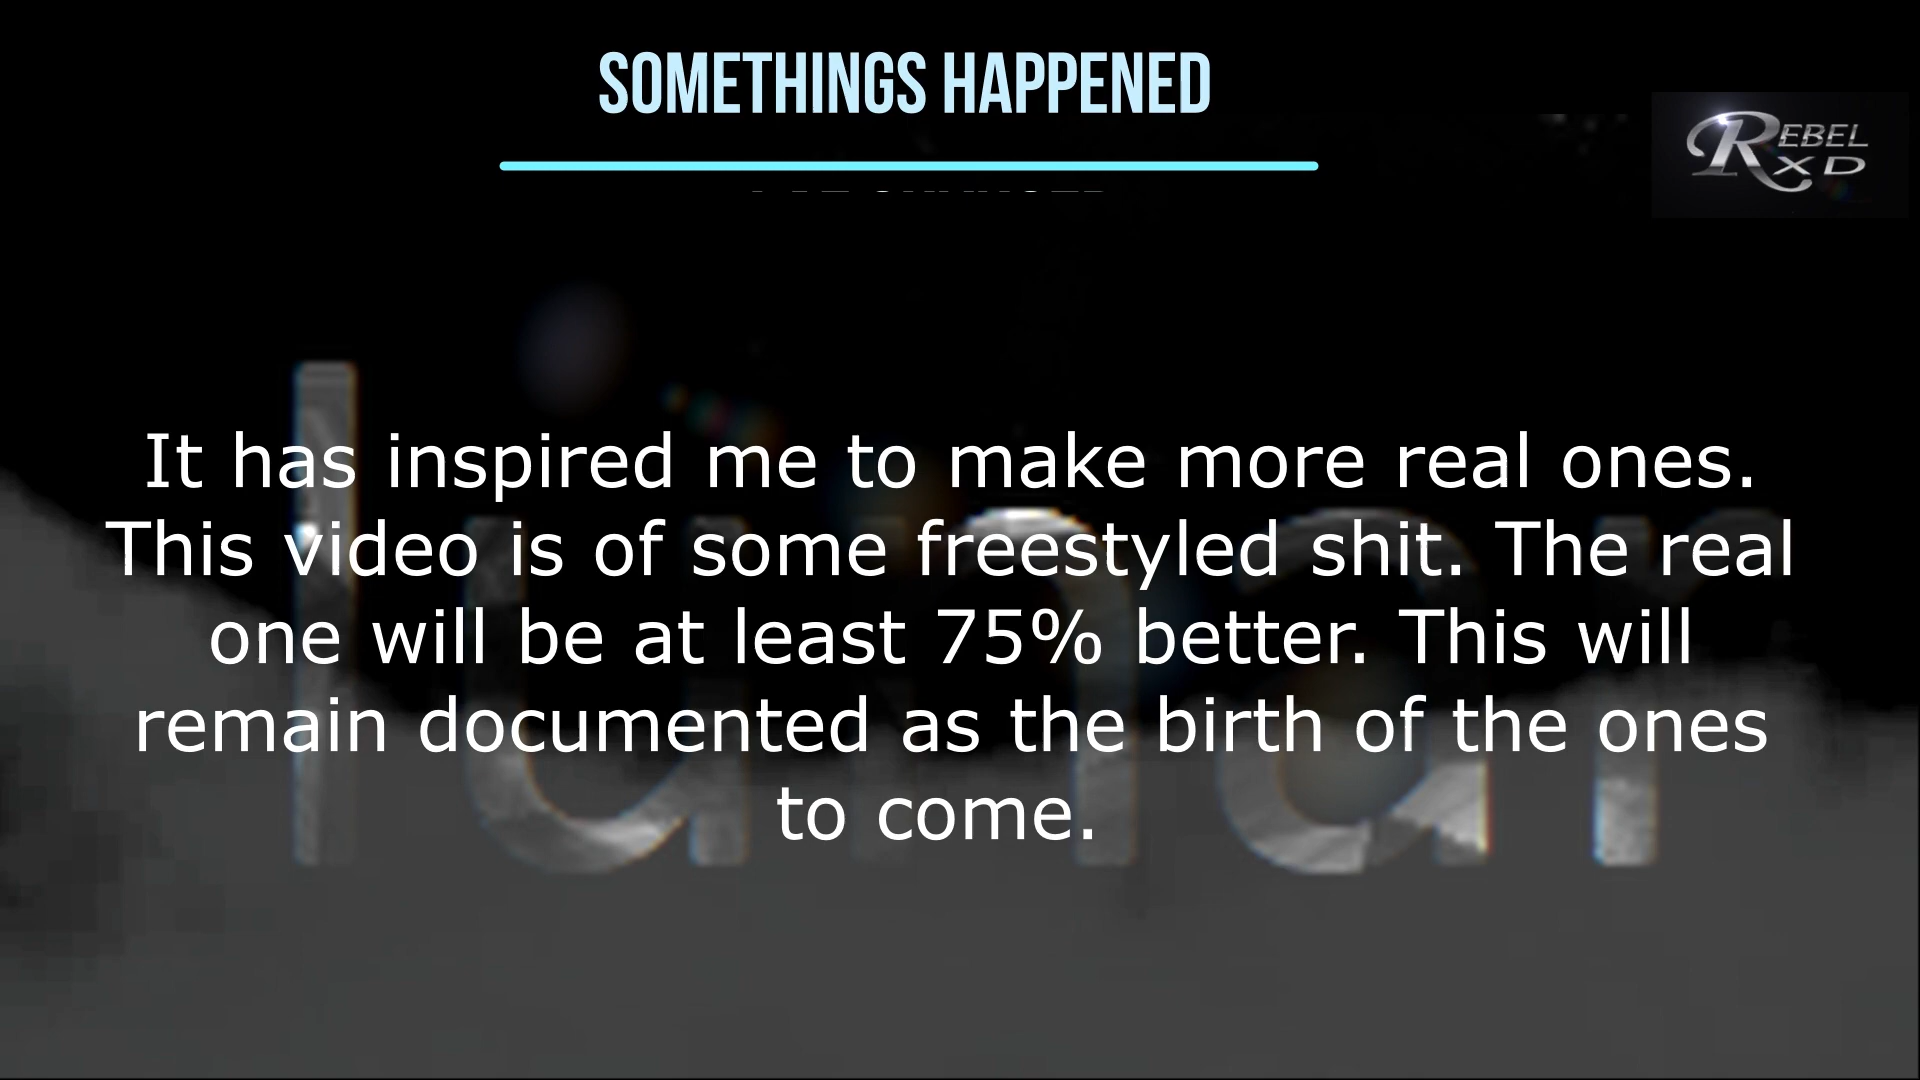 SOMETHINGS HAPPENED
REBEL
XD
It has inspired me to make more real ones.
This video is of some freestyled shit. The real
one will be at least 75% better. This will
remain documented as the birth of the ones
to come.
lunar